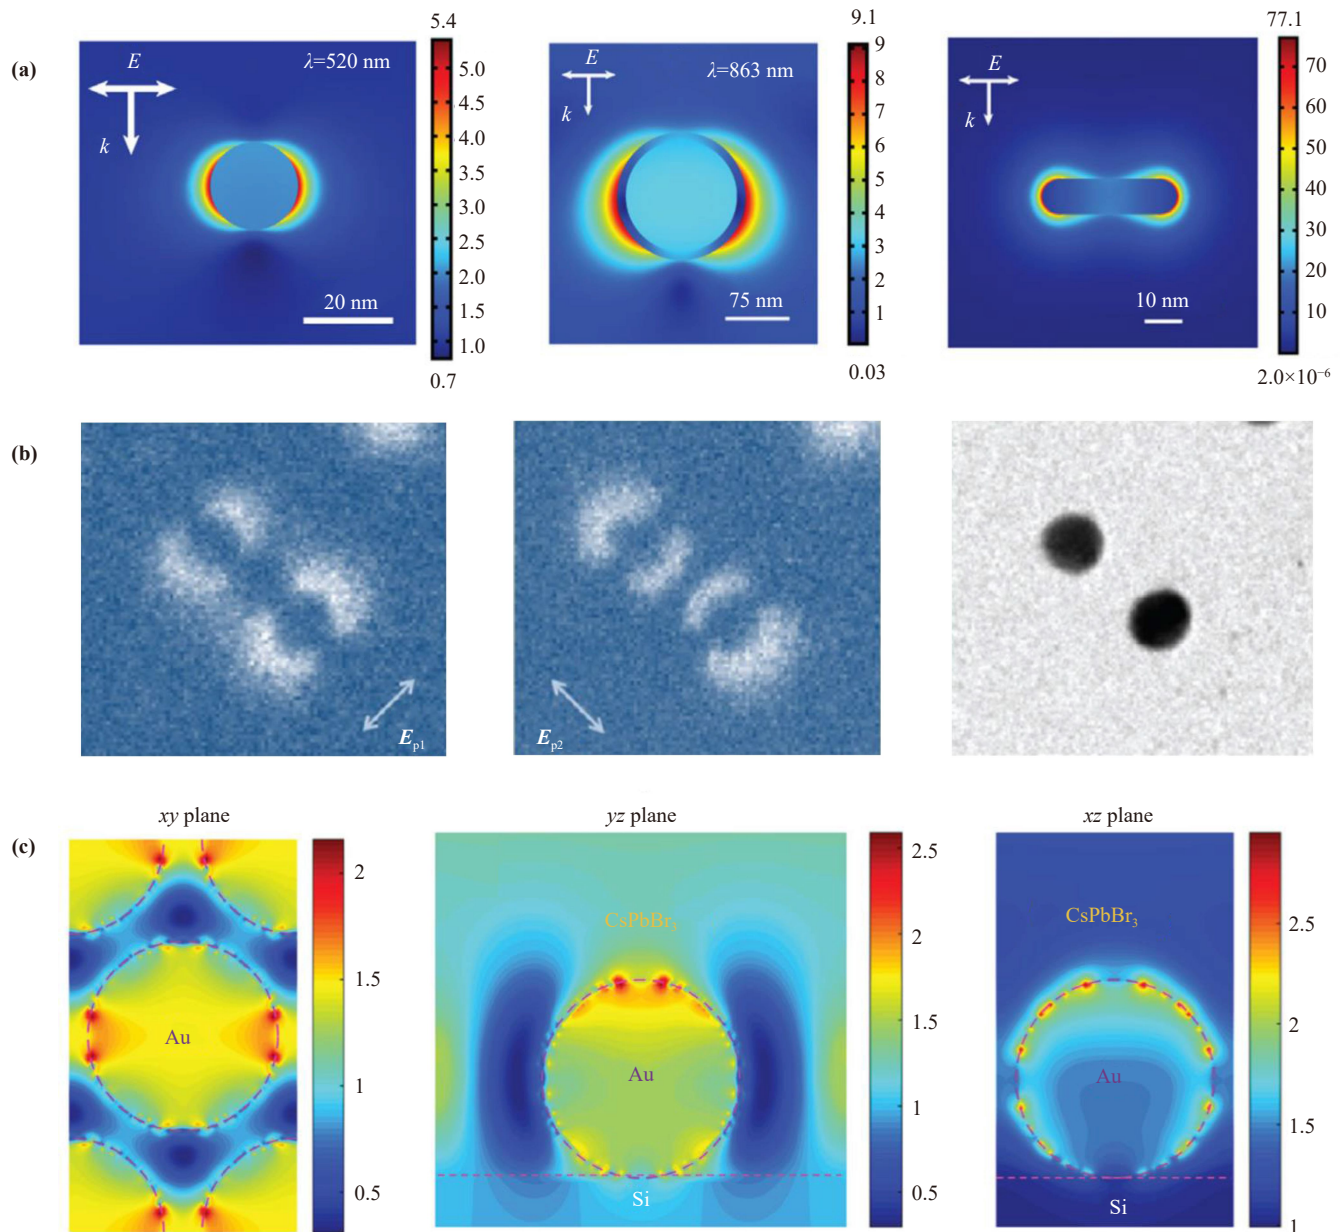 (a)
E
k
λ=520 nm
20 nm
5.4
5.0
4.5
4.0
3.5
3.0
2.5
2.0
1.5
1.0
0.7
E
k
λ=863 nm
75 nm
9.1
9
8
7
6
5
4
3
2
1
0.03
E
k
10 nm
77.1
70
60
50
40
30
20
10
2.0×10⁻⁶
(b)
E_p1
E_p2
(c)
xy plane
Au
2
1.5
1
0.5
yz plane
CsPbBr₃
Au
Si
2.5
2
1.5
1
0.5
xz plane
CsPbBr₃
Au
Si
2.5
2
1.5
1